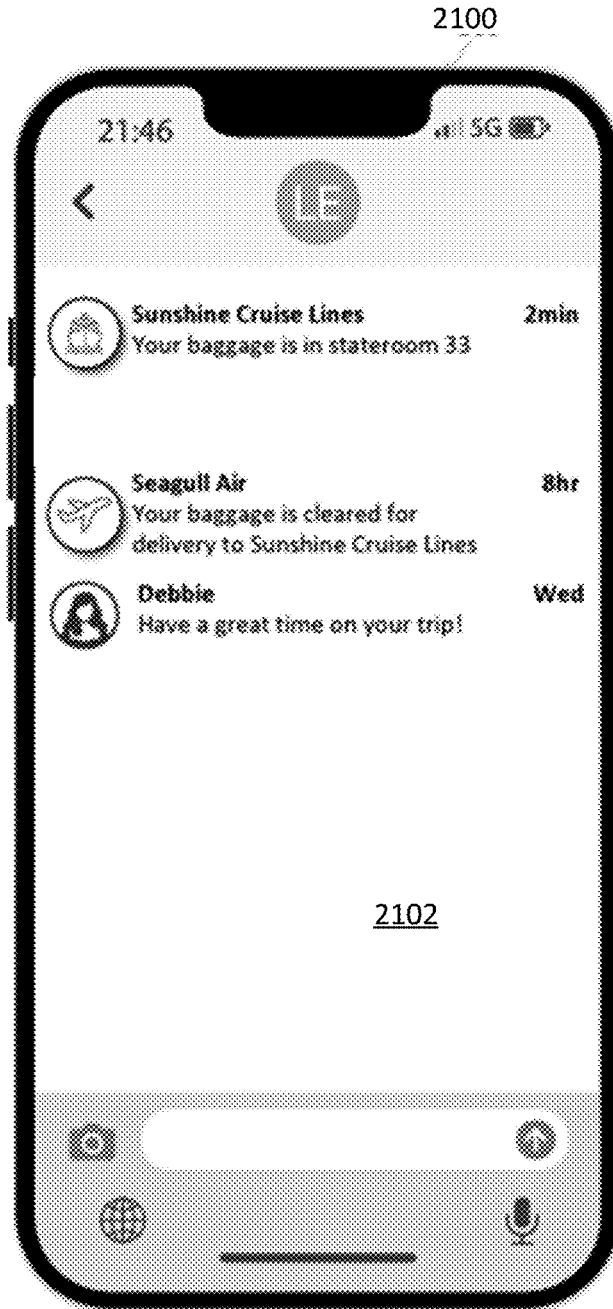 2100
21:46
5G
LE
Sunshine Cruise Lines 2min
Your baggage is in stateroom 33
Seagull Air 8hr
Your baggage is cleared for
delivery to Sunshine Cruise Lines
Debbie Wed
Have a great time on your trip!
2102